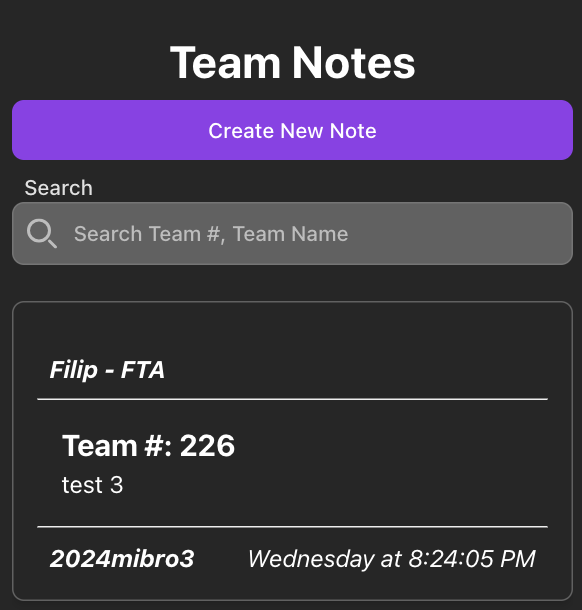 Team Notes
Create New Note
Search
Search Team #, Team Name
Filip - FTA
Team #: 226
test 3
2024mibro3 Wednesday at 8:24:05 PM